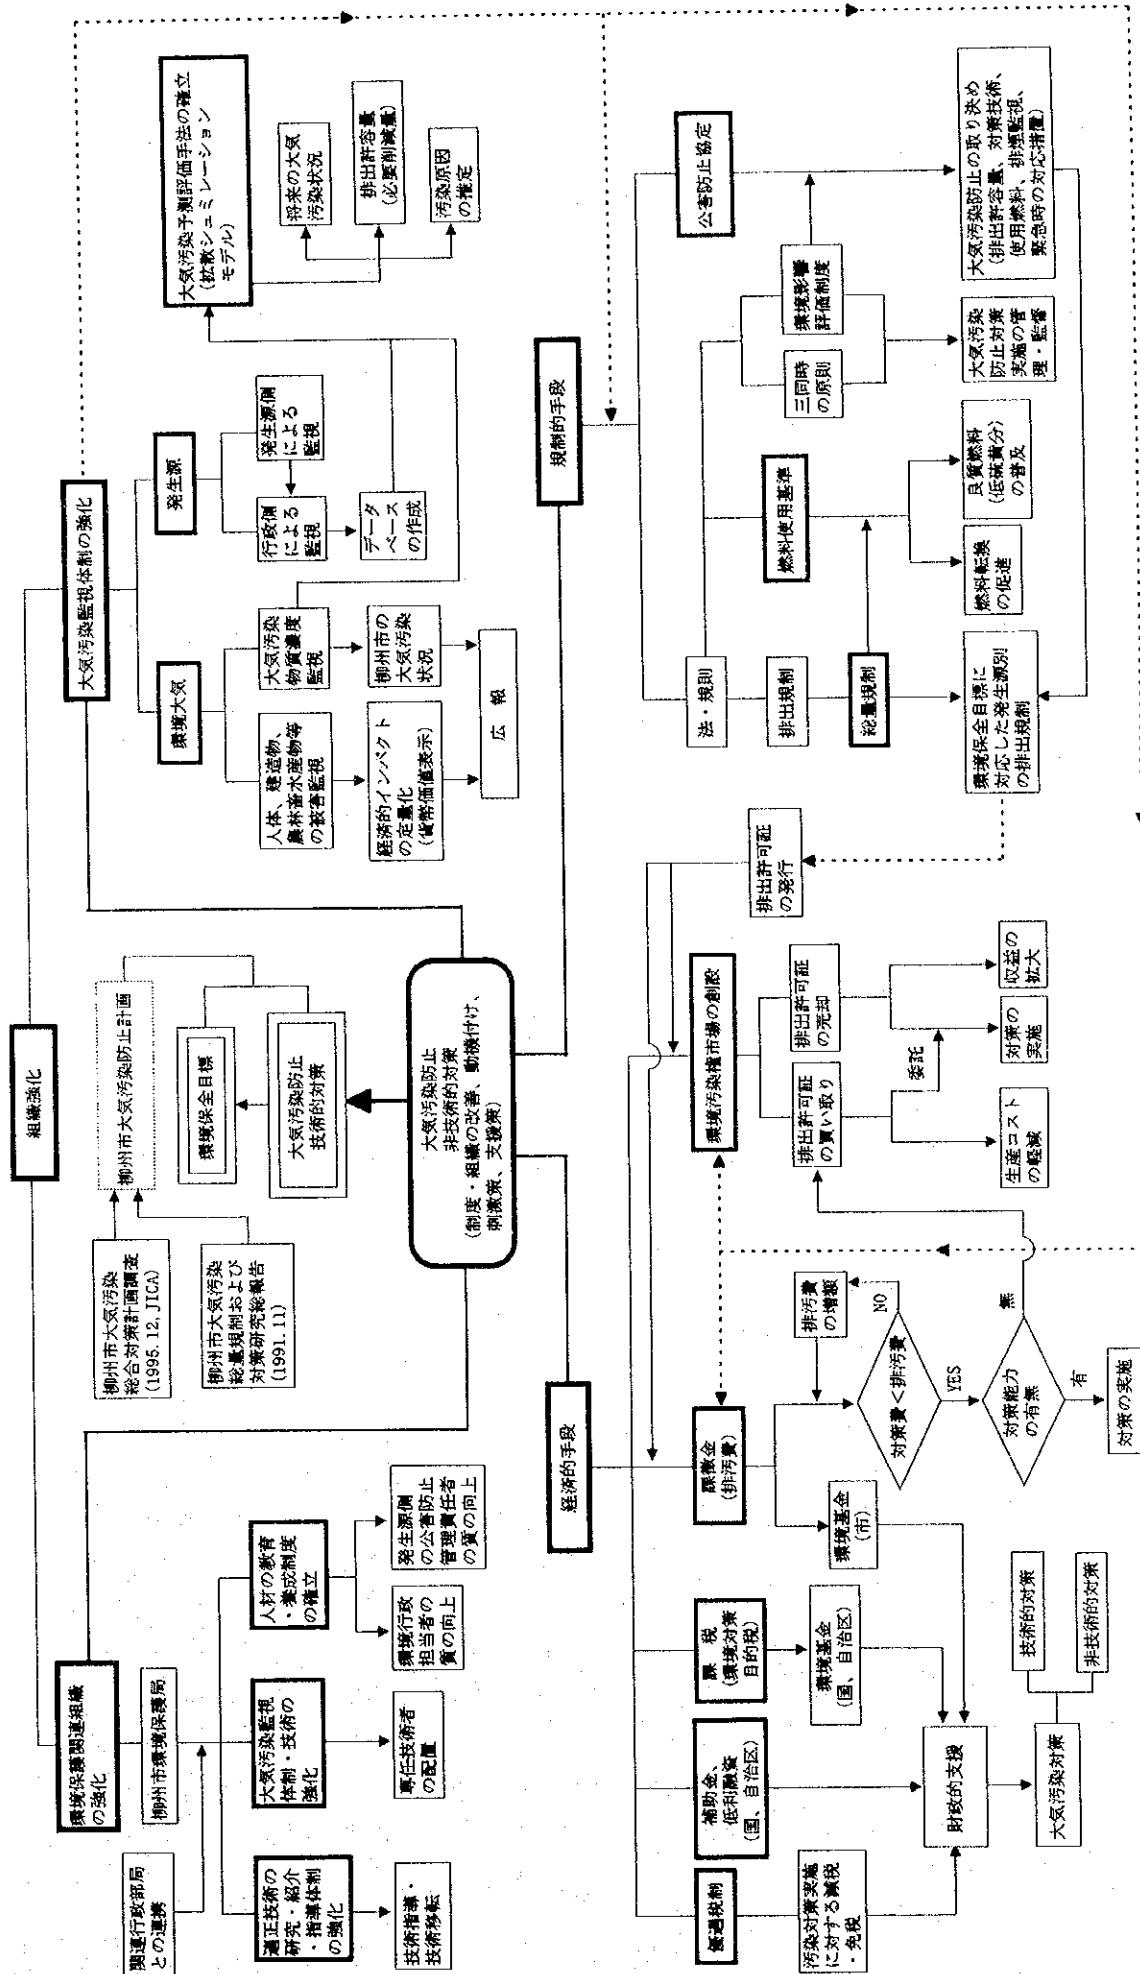 組織強化
環境保護関連組織
の強化
柳州市環境保護局
関連行政部局
との連携
適正技術の
研究・紹介
・指導体制
の強化
技術指導・
技術移転
大気汚染監視
体制・技術の
強化
専任技術者
の配置
人材の教育
・養成制度
の確立
環境行政
担当者の
質の向上
発生源側
の公害防止
管理責任者
の質の向上
柳州市大気汚染
総合対策計画調査
(1995.12,JICA)
柳州市大気汚染
総量規制および
対策研究総報告
(1991.11)
柳州市大気汚染防止計画
環境保全目標
大気汚染防止
技術的対策
大気汚染防止
非技術的対策
(制度・組織の改善、動機付け、
刺激策、支援策)
大気汚染監視体制の強化
環境大気
人体、建造物、
農林畜水産物等
の被害監視
経済的インパクト
の定量化
(貨幣価値表示)
大気汚染
物質濃度
監視
柳州市の
大気汚染
状況
広 報
発生源
行政側
による
監視
発生源側
による
監視
データ
ベース
の作成
大気汚染予測評価手法の確立
(拡散シュミレーション
モデル)
将来の大気
汚染状況
排出許容量
(必要削減量)
汚染原因
の推定
経済的手段
優遇税制
汚染対策実施
に対する減税
・免税
補助金、
低利融資
(国、自治区)
課 税
(環境対策
目的税)
環境基金
(国、自治区)
財政的支援
大気汚染対策
技術的対策
非技術的対策
課徴金
(排汚費)
環境基金
(市)
排汚費
の増額
対策費<排汚費
NO
YES
対策能力
の有無
無
有
対策の実施
環境汚染権市場の創設
排出許可証
の買い取り
排出許可証
の売却
委託
生産コスト
の軽減
対策の
実施
収益の
拡大
排出許可証
の発行
規制的手段
法・規則
排出規制
総量規制
環境保全目標に
対応した発生源別
の排出規制
燃料使用基準
燃料転換
の促進
良質燃料
(低硫黄分)
の普及
三同時
の原則
環境影響
評価制度
大気汚染
防止対策
実施の管
理・監督
公害防止協定
大気汚染防止の取り決め
(排出許容量、対策技術、
使用燃料、排煙監視、
緊急時の対応措置)